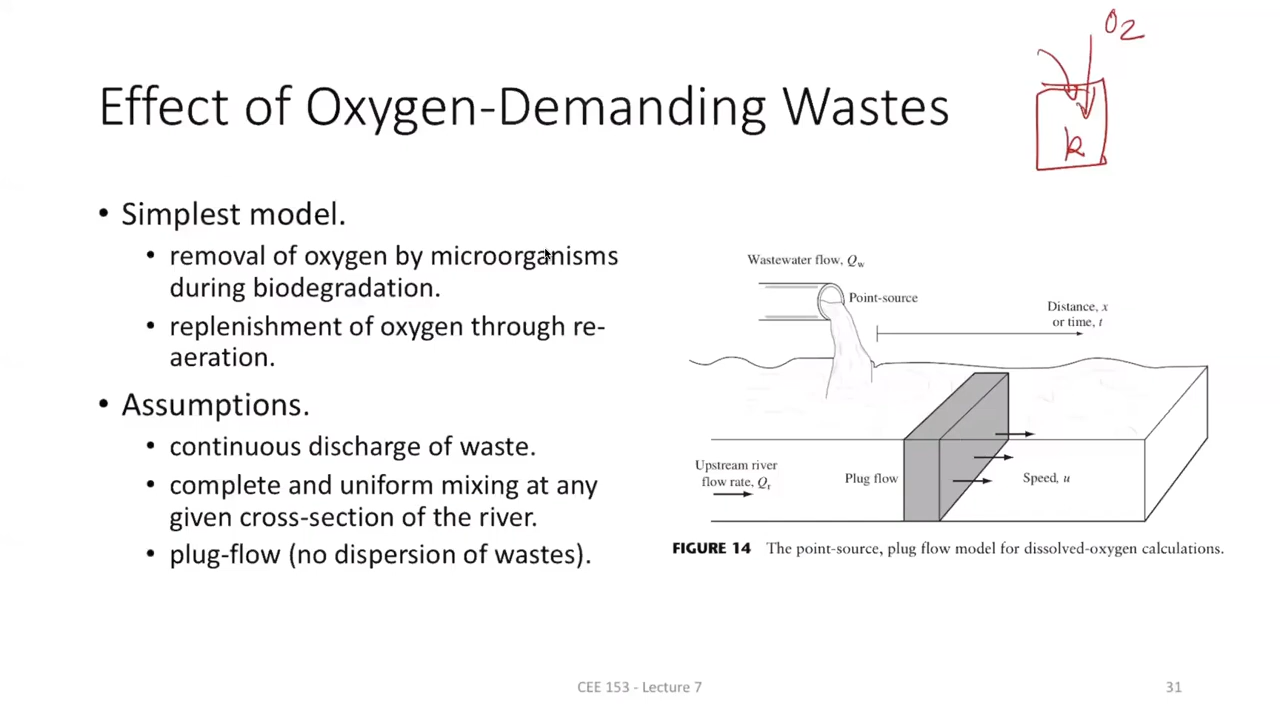 O2
k
Effect of Oxygen-Demanding Wastes
• Simplest model.
• removal of oxygen by microorganisms
during biodegradation.
• replenishment of oxygen through re-
aeration.
• Assumptions.
• continuous discharge of waste.
• complete and uniform mixing at any
given cross-section of the river.
• plug-flow (no dispersion of wastes).
Wastewater flow, Qw
Point-source
Distance, x
or time, t
Upstream river
flow rate, Qr
Plug flow
Speed, u
FIGURE 14 The point-source, plug flow model for dissolved-oxygen calculations.
CEE 153 - Lecture 7
31